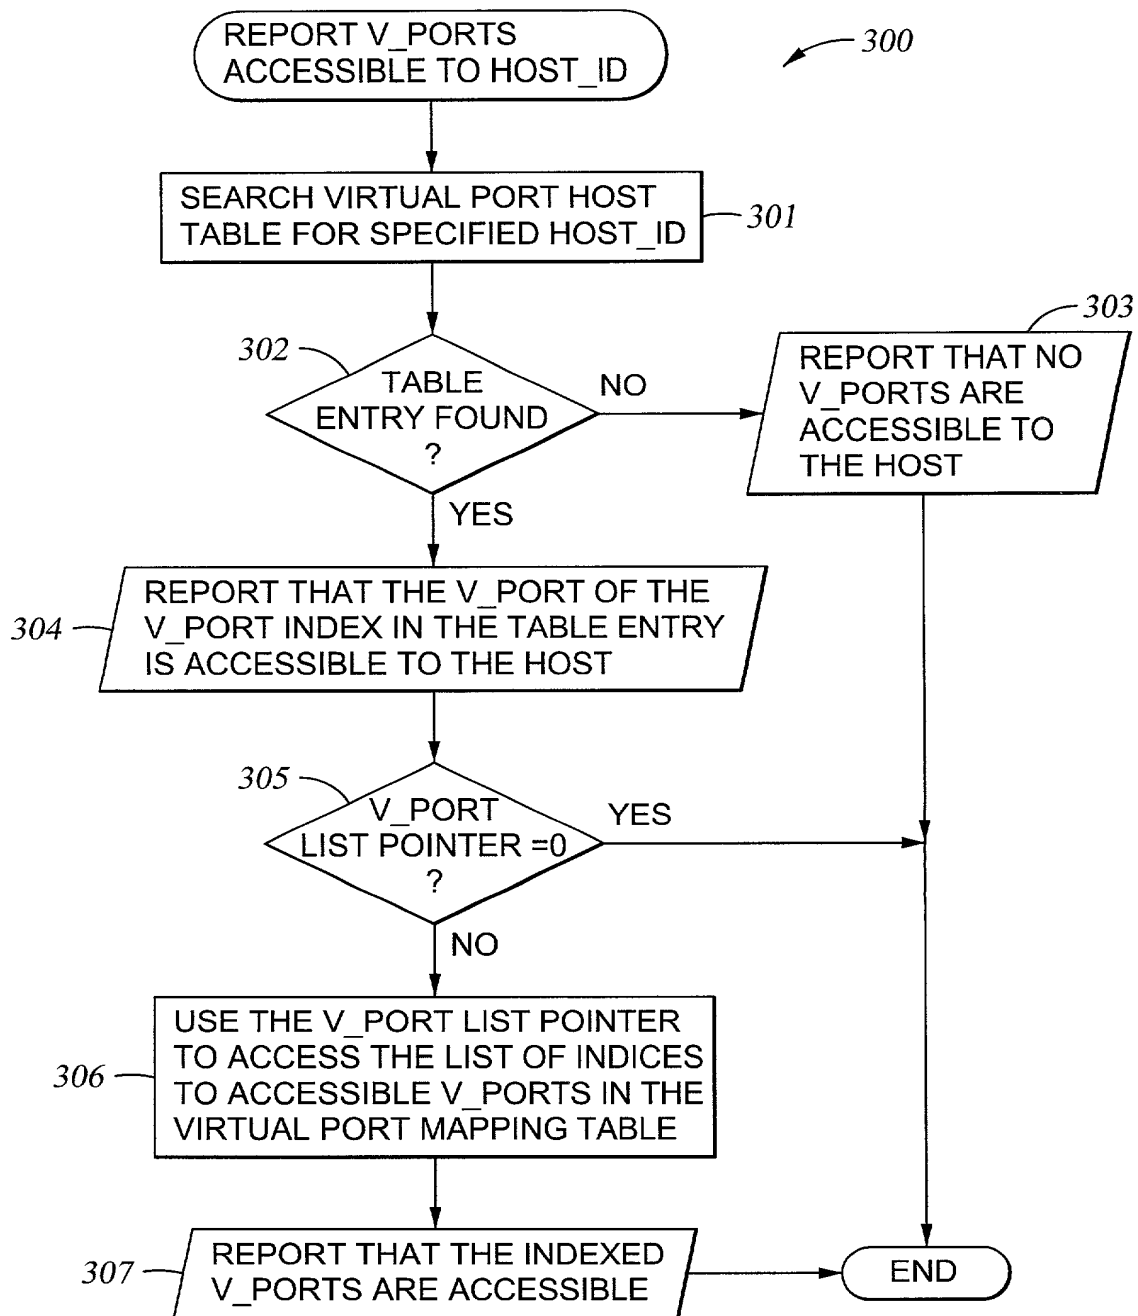 REPORT V_PORTS
ACCESSIBLE TO HOST_ID
300
SEARCH VIRTUAL PORT HOST
TABLE FOR SPECIFIED HOST_ID
301
302
TABLE
ENTRY FOUND
?
NO
303
REPORT THAT NO
V_PORTS ARE
ACCESSIBLE TO
THE HOST
YES
304
REPORT THAT THE V_PORT OF THE
V_PORT INDEX IN THE TABLE ENTRY
IS ACCESSIBLE TO THE HOST
305
V_PORT
LIST POINTER =0
?
YES
NO
306
USE THE V_PORT LIST POINTER
TO ACCESS THE LIST OF INDICES
TO ACCESSIBLE V_PORTS IN THE
VIRTUAL PORT MAPPING TABLE
307
REPORT THAT THE INDEXED
V_PORTS ARE ACCESSIBLE
END